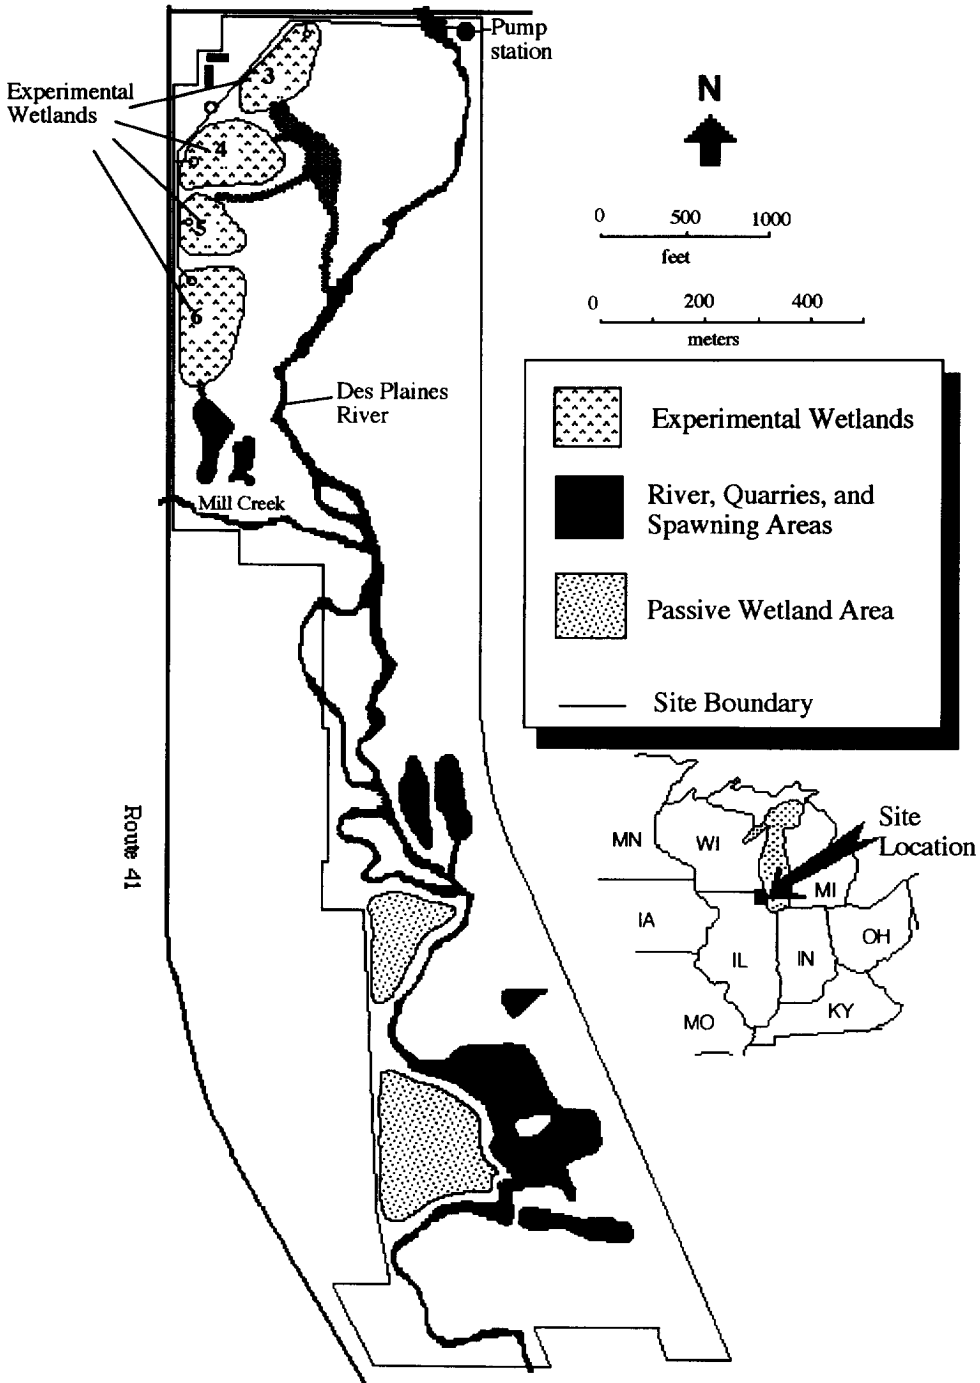 Pump
station
Experimental
Wetlands
3
4
5
6
N
0 500 1000
feet
0 200 400
meters
Des Plaines
River
Mill Creek
Experimental Wetlands
River, Quarries, and
Spawning Areas
Passive Wetland Area
Site Boundary
Route 41
Site
Location
MN
WI
MI
IA
IL
IN
OH
MO
KY